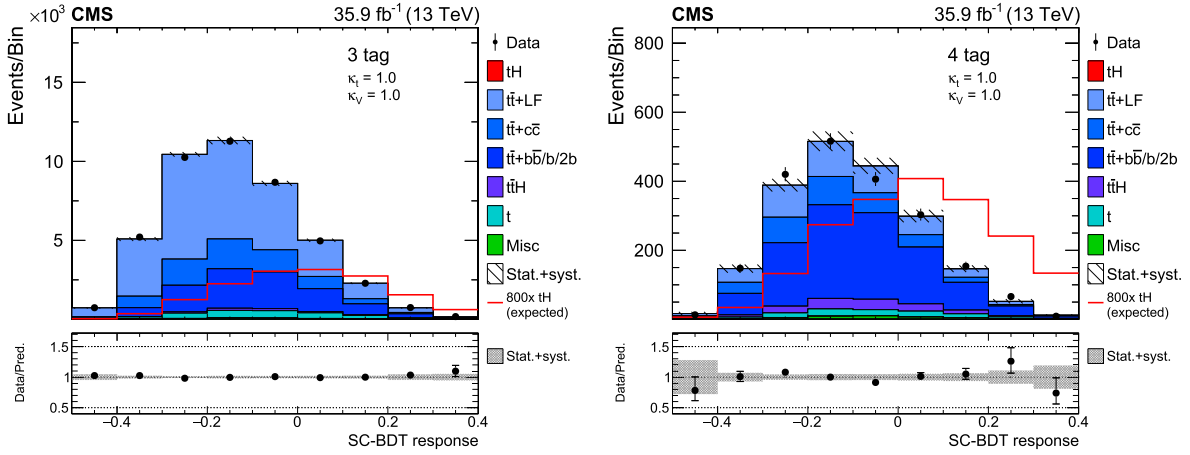 ×10³ CMS 35.9 fb⁻¹ (13 TeV)
Events/Bin
15
10
5
3 tag
κt = 1.0
κV = 1.0
Data
tH
tt̄+LF
tt̄+cc̄
tt̄+bb̄/b/2b
tt̄H
t
Misc
Stat.+syst.
800x tH
(expected)
Data/Pred.
1.5
1
0.5
Stat.+syst.
−0.4 −0.2 0 0.2 0.4
SC-BDT response
CMS 35.9 fb⁻¹ (13 TeV)
Events/Bin
800
600
400
200
4 tag
κt = 1.0
κV = 1.0
Data
tH
tt̄+LF
tt̄+cc̄
tt̄+bb̄/b/2b
tt̄H
t
Misc
Stat.+syst.
800x tH
(expected)
Data/Pred.
1.5
1
0.5
Stat.+syst.
−0.4 −0.2 0 0.2 0.4
SC-BDT response